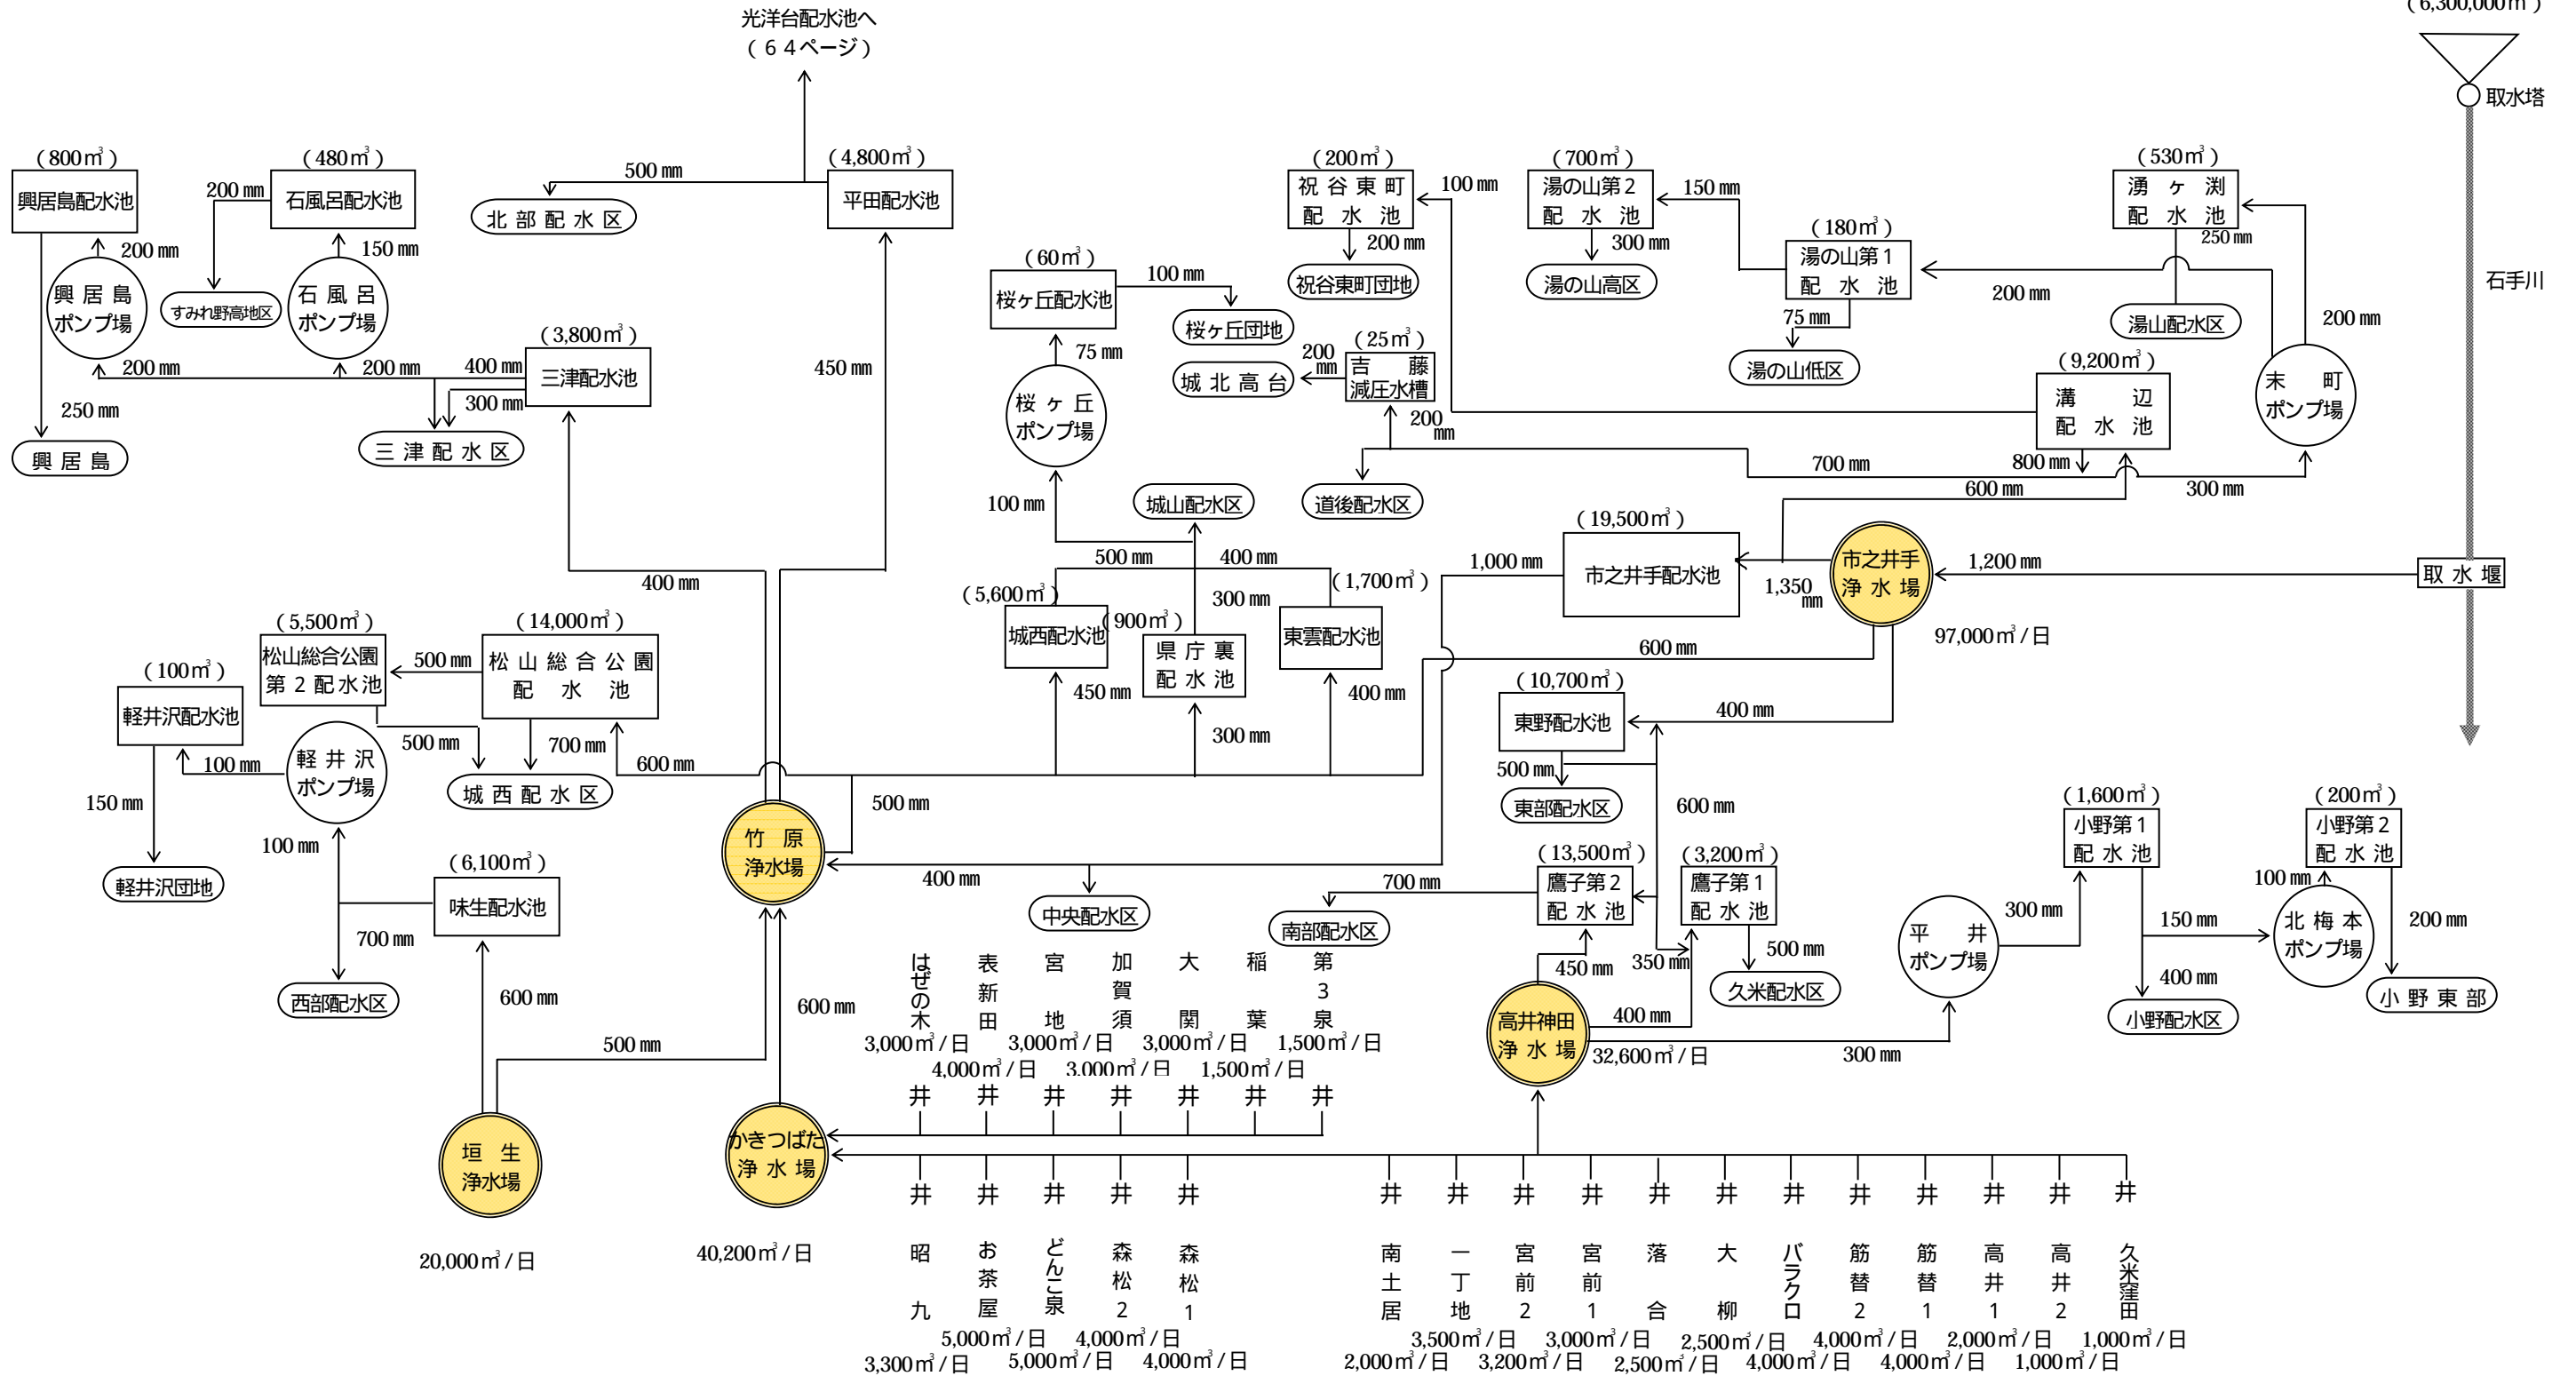 光洋台配水池へ
（６４ページ）
（6,300,000㎥）
取水塔
石手川
取水堰
（800㎥）
興居島配水池
200㎜
興居島
ポンプ場
200㎜
250㎜
興居島
（480㎥）
石風呂配水池
200㎜
すみれ野高地区
150㎜
石風呂
ポンプ場
200㎜
400㎜
（3,800㎥）
三津配水池
300㎜
三津配水区
500㎜
北部配水区
（4,800㎥）
平田配水池
450㎜
400㎜
（60㎥）
桜ヶ丘配水池
100㎜
桜ヶ丘団地
75㎜
桜ヶ丘
ポンプ場
100㎜
（200㎥）
祝谷東町
配水池
100㎜
200㎜
祝谷東町団地
（25㎥）
吉藤
減圧水槽
200
㎜
城北高台
200
㎜
道後配水区
（700㎥）
湯の山第２
配水池
150㎜
300㎜
湯の山高区
（180㎥）
湯の山第１
配水池
200㎜
75㎜
湯の山低区
（530㎥）
湧ヶ渕
配水池
250㎜
湯山配水区
200㎜
末町
ポンプ場
（9,200㎥）
溝辺
配水池
800㎜
700㎜
600㎜
300㎜
城山配水区
500㎜
400㎜
（5,600㎥）
城西配水池
450㎜
（900㎥）
県庁裏
配水池
300㎜
300㎜
（1,700㎥）
東雲配水池
400㎜
1,000㎜
（19,500㎥）
市之井手配水池
1,350
㎜
市之井手
浄水場
1,200㎜
97,000㎥/日
600㎜
（10,700㎥）
東野配水池
400㎜
500㎜
東部配水区
600㎜
（5,500㎥）
松山総合公園
第２配水池
500㎜
（14,000㎥）
松山総合公園
配水池
500㎜
700㎜
600㎜
城西配水区
（100㎥）
軽井沢配水池
100㎜
軽井沢
ポンプ場
150㎜
軽井沢団地
100㎜
（6,100㎥）
味生配水池
700㎜
西部配水区
600㎜
500㎜
竹原
浄水場
500㎜
400㎜
中央配水区
600㎜
（13,500㎥）
鷹子第２
配水池
700㎜
南部配水区
450㎜
（3,200㎥）
鷹子第１
配水池
350㎜
500㎜
久米配水区
高井神田
浄水場
400㎜
32,600㎥/日
300㎜
平井
ポンプ場
300㎜
（1,600㎥）
小野第１
配水池
150㎜
400㎜
小野配水区
（200㎥）
小野第２
配水池
100㎜
北梅本
ポンプ場
200㎜
小野東部
はぜの木
表新田
宮地
加賀須
大関
稲葉
第３泉
3,000㎥/日
3,000㎥/日
3,000㎥/日
1,500㎥/日
4,000㎥/日
3,000㎥/日
1,500㎥/日
井 井 井 井 井 井 井
垣生
浄水場
20,000㎥/日
かきつばた
浄水場
40,200㎥/日
井 井 井 井 井 井 井 井 井 井 井 井 井 井 井 井 井
昭九
お茶屋
どんこ泉
森松２
森松１
南土居
一丁地
宮前２
宮前１
落合
大柳
バラクロ
筋替２
筋替１
高井１
高井２
久米窪田
5,000㎥/日
4,000㎥/日
3,500㎥/日
3,000㎥/日
2,500㎥/日
4,000㎥/日
2,000㎥/日
1,000㎥/日
3,300㎥/日
5,000㎥/日
4,000㎥/日
2,000㎥/日
3,200㎥/日
2,500㎥/日
4,000㎥/日
4,000㎥/日
1,000㎥/日